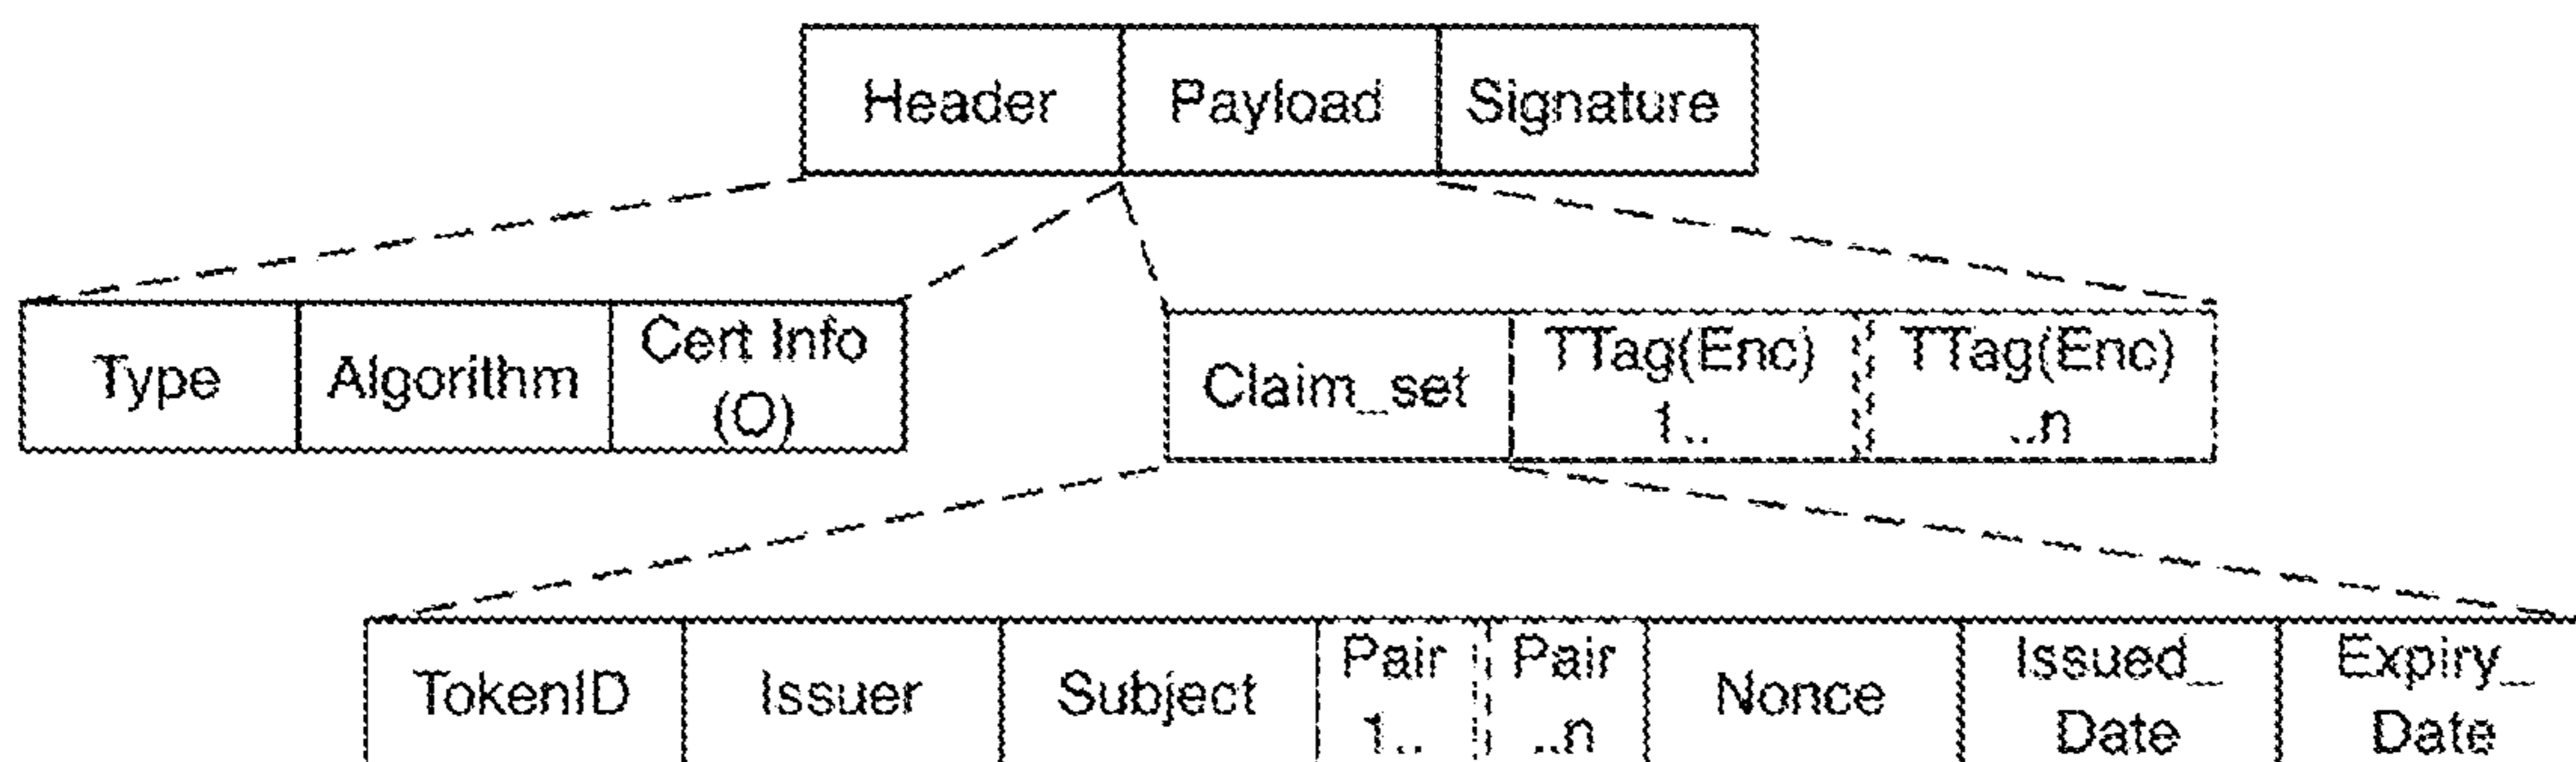 Header Payload Signature
Type Algorithm Cert Info (O) Claim_set TTag(Enc) 1.. TTag(Enc) ..n
TokenID Issuer Subject Pair 1.. Pair ..n Nonce Issued_ Date Expiry_ Date